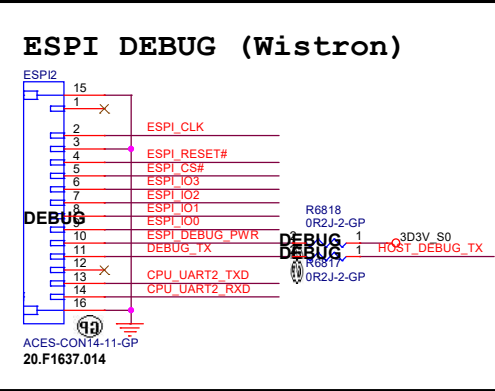 ESPI DEBUG (Wistron)
ESPI2
15
1
2 ESPI_CLK
3
4 ESPI_RESET#
5 ESPI_CS#
6 ESPI_IO3
7 ESPI_IO2
8 ESPI_IO1
DEBUG
9 ESPI_IO0
10 ESPI_DEBUG_PWR
11 DEBUG_TX
12
13 CPU_UART2_TXD
14 CPU_UART2_RXD
16
R6818
0R2J-2-GP
DEBUG 1 3D3V_S0
DEBUG 1 HOST_DEBUG_TX
R6817
0R2J-2-GP
GP
ACES-CON14-11-GP
20.F1637.014